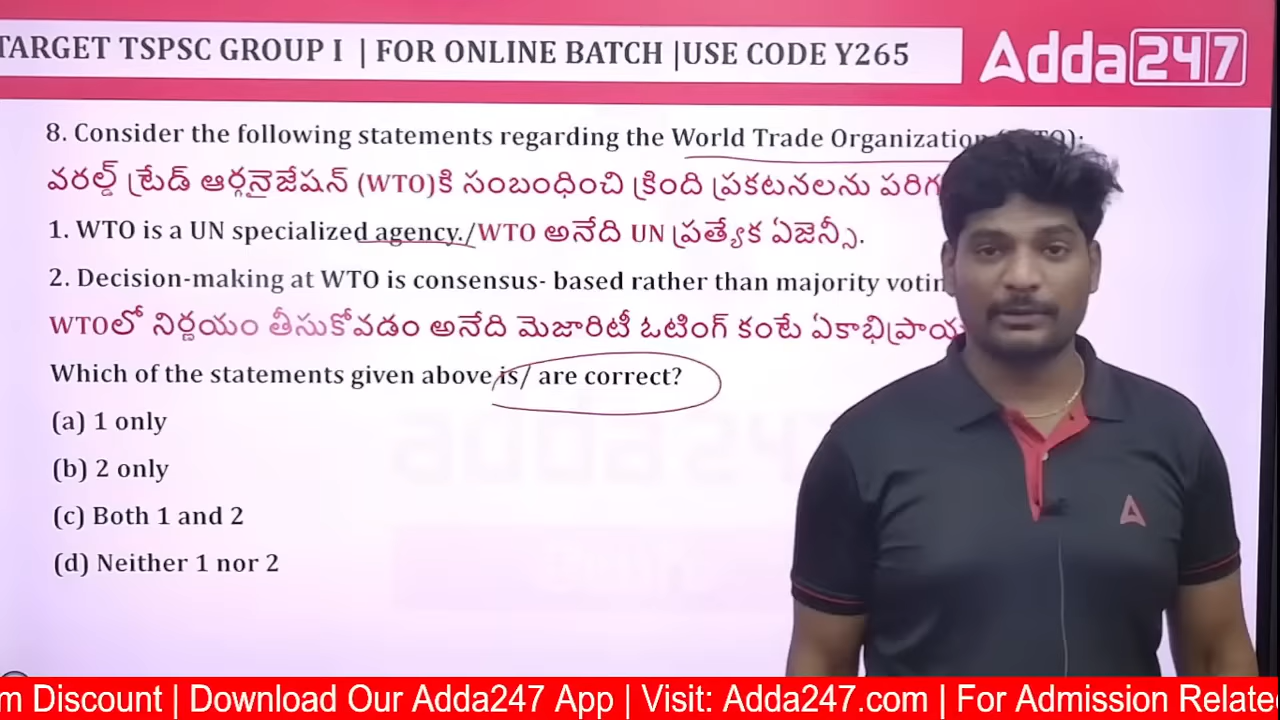 TARGET TSPSC GROUP I | FOR ONLINE BATCH |USE CODE Y265
Adda247
8. Consider the following statements regarding the World Trade Organization
వరల్డ్ ట్రేడ్ ఆర్గనైజేషన్ (WTO)కి సంబంధించి క్రింది ప్రకటనలను
1. WTO is a UN specialized agency./WTO అనేది UN ప్రత్యేక ఏజెన్సీ.
2. Decision-making at WTO is consensus- based rather than majority
WTOలో నిర్ణయం తీసుకోవడం అనేది మెజారిటీ ఓటింగ్ కంటే
Which of the statements given above is/ are correct?
(a) 1 only
(b) 2 only
(c) Both 1 and 2
(d) Neither 1 nor 2
m Discount | Download Our Adda247 App | Visit: Adda247.com | For Admission Relate